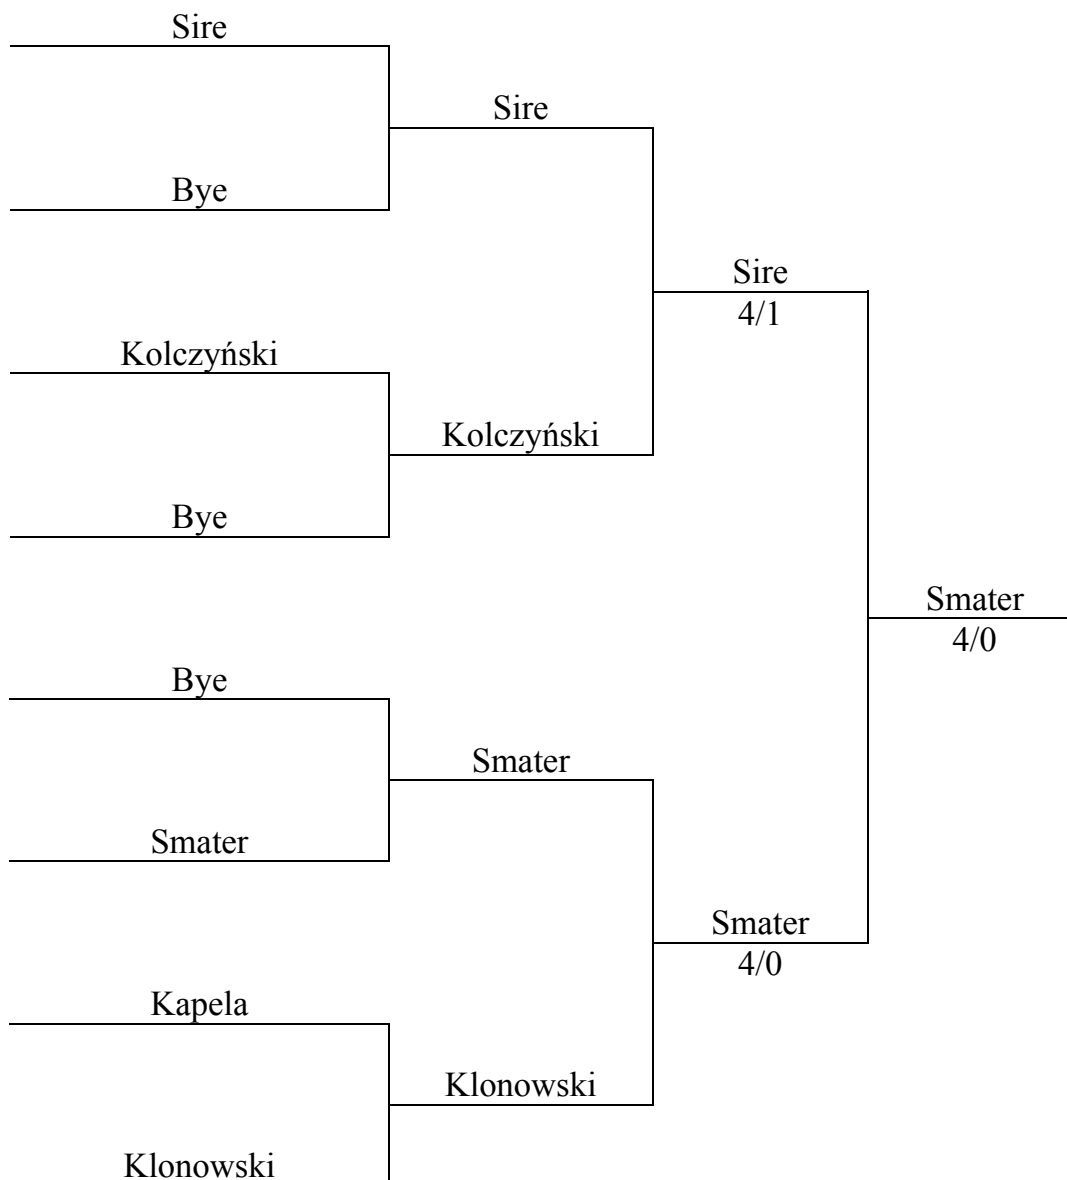 Sire
Sire
Bye
Sire
4/1
Kolczyński
Kolczyński
Bye
Smater
4/0
Bye
Smater
Smater
Smater
4/0
Kapela
Klonowski
Klonowski